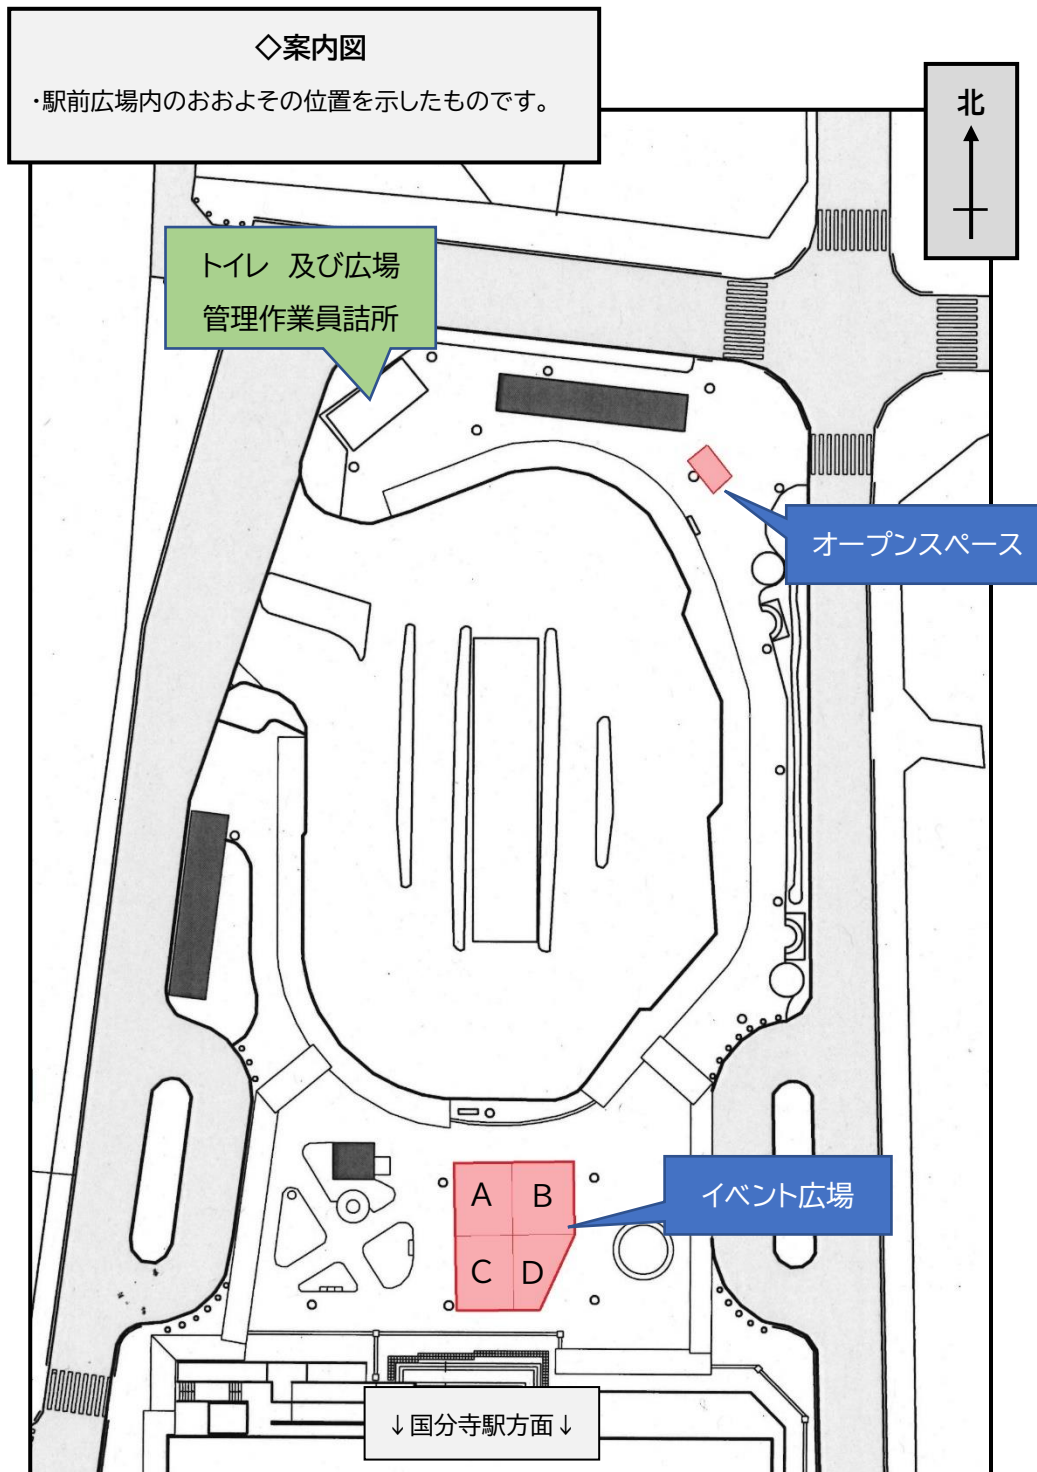 ◇案内図
・駅前広場内のおおよその位置を示したものです。
北
トイレ 及び広場
管理作業員詰所
オープンスペース
A B
イベント広場
C D
↓国分寺駅方面↓